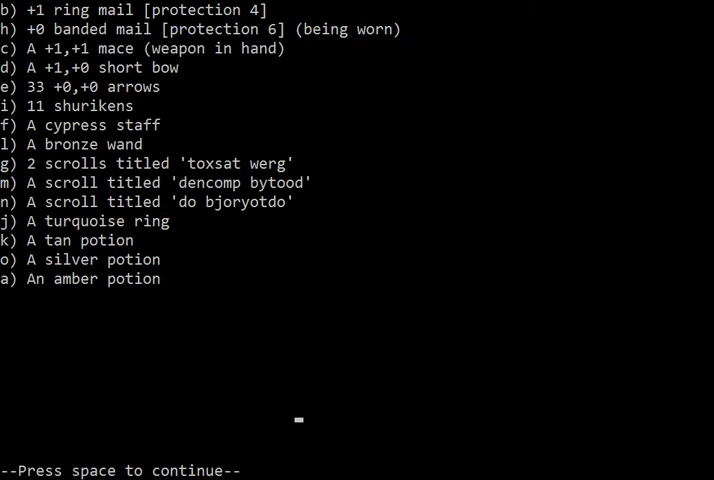 b) +1 ring mail [protection 4]
h) +0 banded mail [protection 6] (being worn)
c) A +1,+1 mace (weapon in hand)
d) A +1,+0 short bow
e) 33 +0,+0 arrows
i) 11 shurikens
f) A cypress staff
l) A bronze wand
g) 2 scrolls titled 'toxsat werg'
m) A scroll titled 'dencomp bytood'
n) A scroll titled 'do bjoryotdo'
j) A turquoise ring
k) A tan potion
o) A silver potion
a) An amber potion
--Press space to continue--